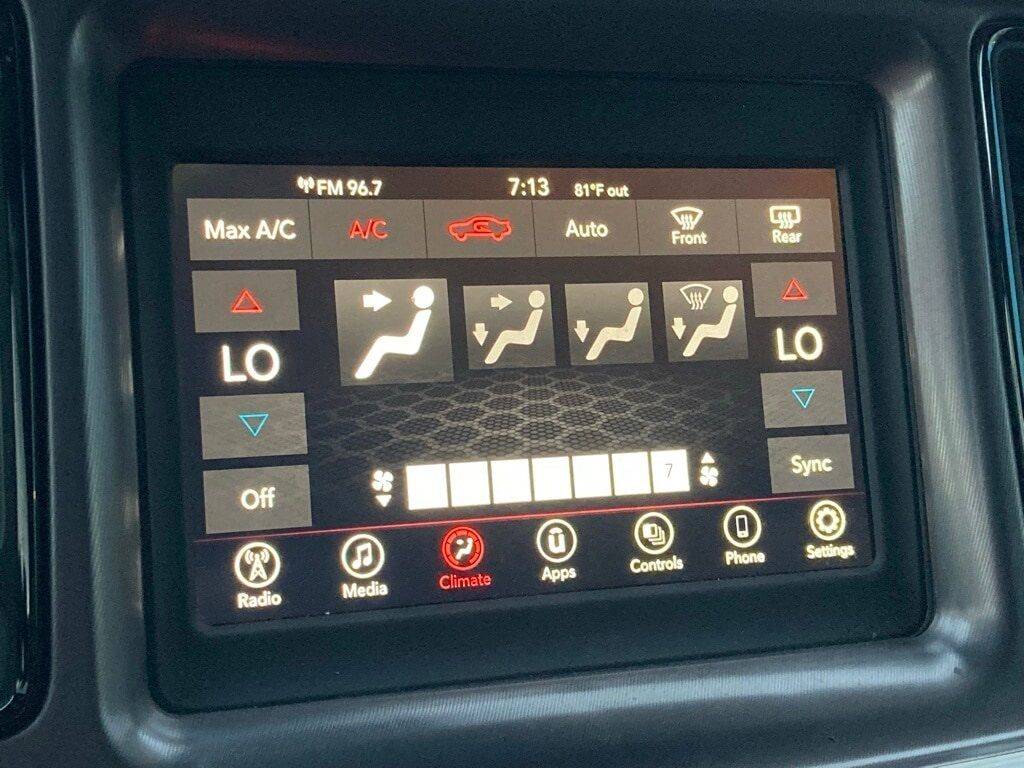 FM 96.7 7:13 81°F out
Max A/C A/C Auto Front Rear
LO LO
7
Off Sync
Radio Media Climate Apps Controls Phone Settings